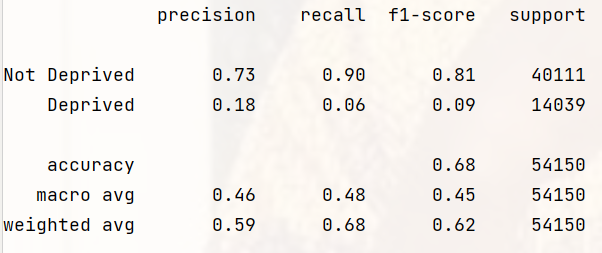 precision recall f1-score support
Not Deprived 0.73 0.90 0.81 40111
Deprived 0.18 0.06 0.09 14039
accuracy 0.68 54150
macro avg 0.46 0.48 0.45 54150
weighted avg 0.59 0.68 0.62 54150